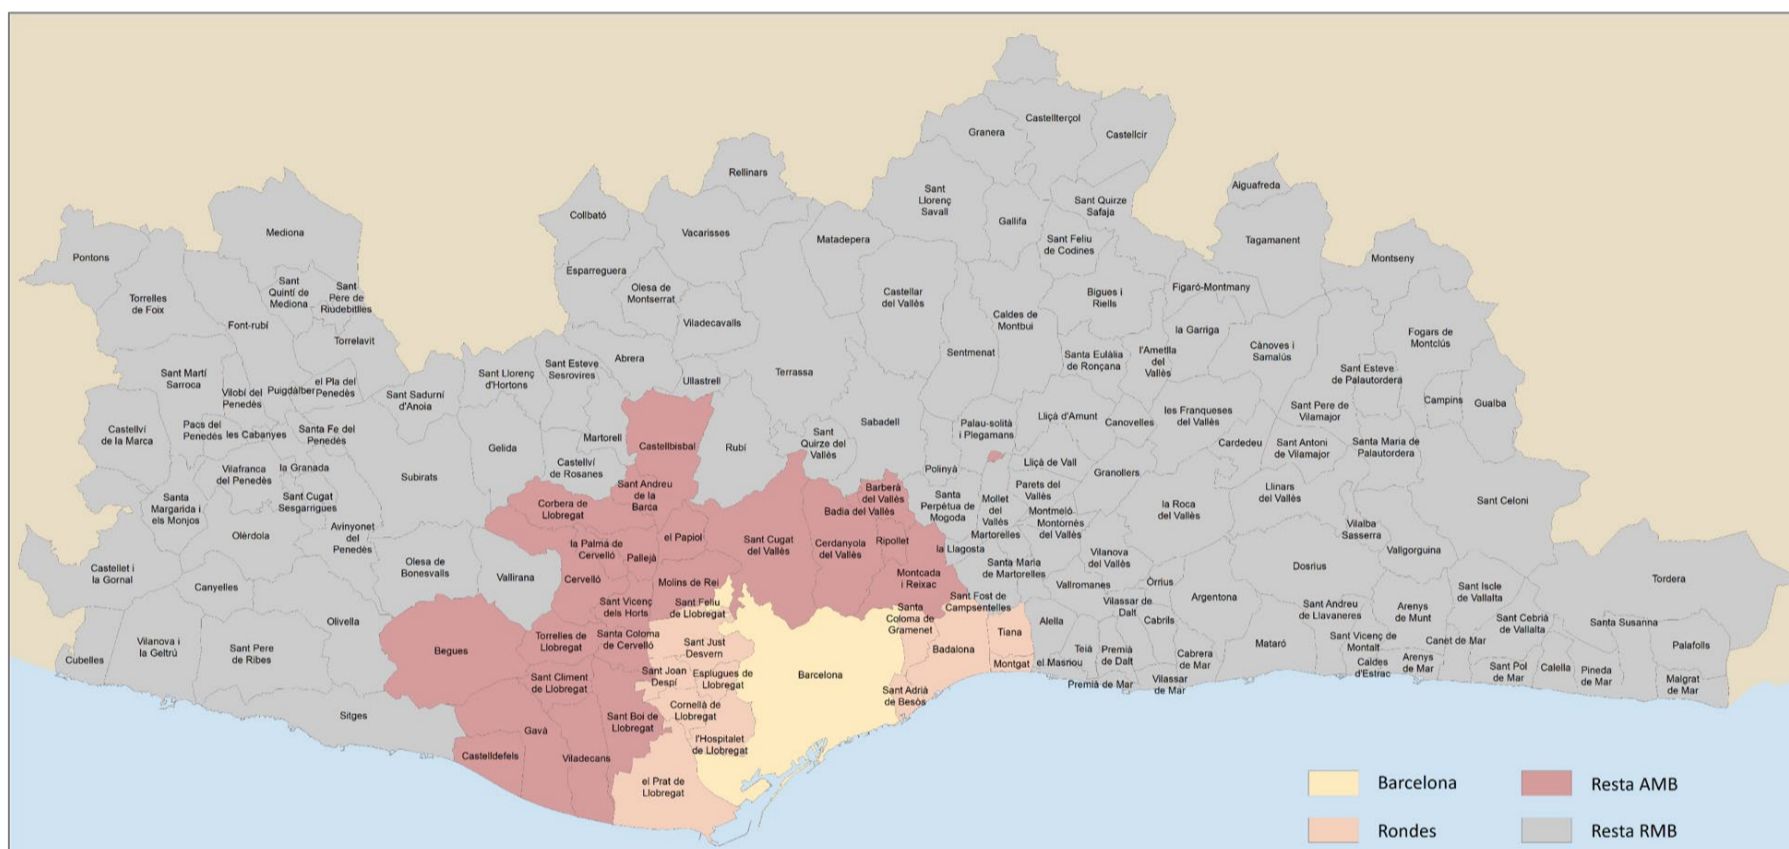 Granera
Castellterçol
Castellcir
Rellinars
Aiguafreda
Collbató
Sant
Llorenç
Savall
Sant Quirze
Safaja
Gallifa
Mediona
Vacarisses
Matadepera
Sant Feliu
de Codines
Tagamanent
Pontons
Montseny
Esparreguera
Sant
Quintí de
Mediona
Sant
Pere de
Riudebitlles
Olesa de
Montserrat
Castellar
del Vallès
Bigues i
Riells
Figaró-Montmany
Torrelles
de Foix
Font-rubí
Viladecavalls
Caldes de
Montbui
la Garriga
Fogars de
Montclús
Torrelavit
Cànoves i
Samalús
Sant Esteve
Sesrovires
Abrera
Sentmenat
Santa Eulàlia
de Ronçana
l'Ametlla
del
Vallès
Sant Martí
Sarroca
Sant Llorenç
d'Hortons
Ullastrell
Terrassa
Sant Esteve
de Palautordera
Vilobí del
Penedès
Puigdàlber
el Pla del
Penedès
Sant Sadurní
d'Anoia
Campins
Gualba
Castellví
de la Marca
Pacs del
Penedès
les Cabanyes
Santa Fe del
Penedès
Sabadell
Palau-solità
i Plegamans
Lliçà d'Amunt
Canovelles
les Franqueses
del Vallès
Sant Pere de
Vilamajor
Gelida
Martorell
Castellbisbal
Rubí
Sant
Quirze del
Vallès
Cardedeu
Sant Antoni
de Vilamajor
Santa Maria de
Palautordera
Vilafranca
del Penedès
la Granada
Subirats
Castellví
de Rosanes
Polinyà
Lliçà de Vall
Granollers
Santa
Margarida i
els Monjos
Sant Cugat
Sesgarrigues
Corbera de
Llobregat
Sant Andreu
de la
Barca
Barberà
del Vallès
Badia del Vallès
Santa
Perpètua de
Mogoda
Mollet
del
Vallès
Parets del
Vallès
Montmeló
Montornès
del Vallès
la Roca
del Vallès
Llinars
del Vallès
Sant Celoni
Olèrdola
Avinyonet
del
Penedès
la Palma de
Cervelló
Pallejà
el Papiol
Sant Cugat
del Vallès
Cerdanyola
del Vallès
Ripollet
la Llagosta
Martorelles
Vilalba
Sasserra
Vallgorguina
Castellet i
la Gornal
Canyelles
Olesa de
Bonesvalls
Vallirana
Cervelló
Molins de Rei
Montcada
i Reixac
Santa Maria
de Martorelles
Vilanova
del Vallès
Vallromanes
Òrrius
Dosrius
Sant Iscle
de Vallalta
Tordera
Olivella
Sant Vicenç
dels Horts
Sant Feliu
de Llobregat
Santa
Coloma de
Gramenet
Sant Fost de
Campsentelles
Alella
Vilassar de
Dalt
Cabrils
Argentona
Sant Andreu
de Llavaneres
Arenys
de Munt
Sant Cebrià
de Vallalta
Santa Susanna
Vilanova i
la Geltrú
Sant Pere
de Ribes
Begues
Torrelles de
Llobregat
Santa Coloma
de Cervelló
Sant Just
Desvern
Badalona
Tiana
Teià
Premià
de Dalt
Mataró
Sant Vicenç de
Montalt
Canet de Mar
Palafolls
Cubelles
Sant Climent
de Llobregat
Sant Joan
Despí
Esplugues de
Llobregat
Barcelona
Montgat
el Masnou
Cabrera
de Mar
Caldes
d'Estrac
Arenys
de Mar
Sant Pol
de Mar
Calella
Pineda
de Mar
Malgrat
de Mar
Premià de Mar
Vilassar
de Mar
Sitges
Gavà
Sant Boi de
Llobregat
Cornellà de
Llobregat
Sant Adrià
de Besòs
Castelldefels
Viladecans
l'Hospitalet
de Llobregat
el Prat de
Llobregat
Barcelona
Resta AMB
Rondes
Resta RMB